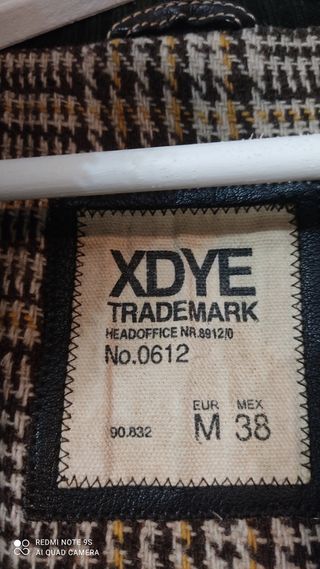 XDYE
TRADEMARK
HEADOFFICE NR.8912/0
No.0612
EUR MEX
90.832 M 38
REDMI NOTE 9S
AI QUAD CAMERA